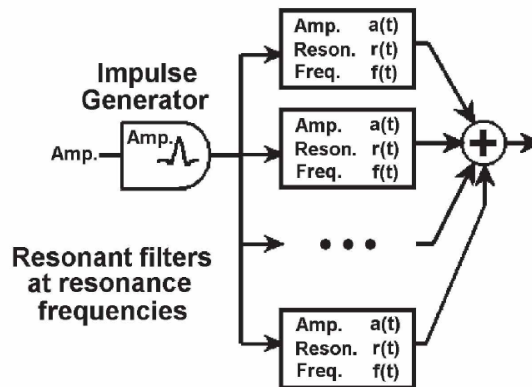 Amp. a(t)
Reson. r(t)
Freq. f(t)
Impulse
Generator
Amp.
Amp.
Amp. a(t)
Reson. r(t)
Freq. f(t)
+
• • •
Resonant filters
at resonance
frequencies
Amp. a(t)
Reson. r(t)
Freq. f(t)